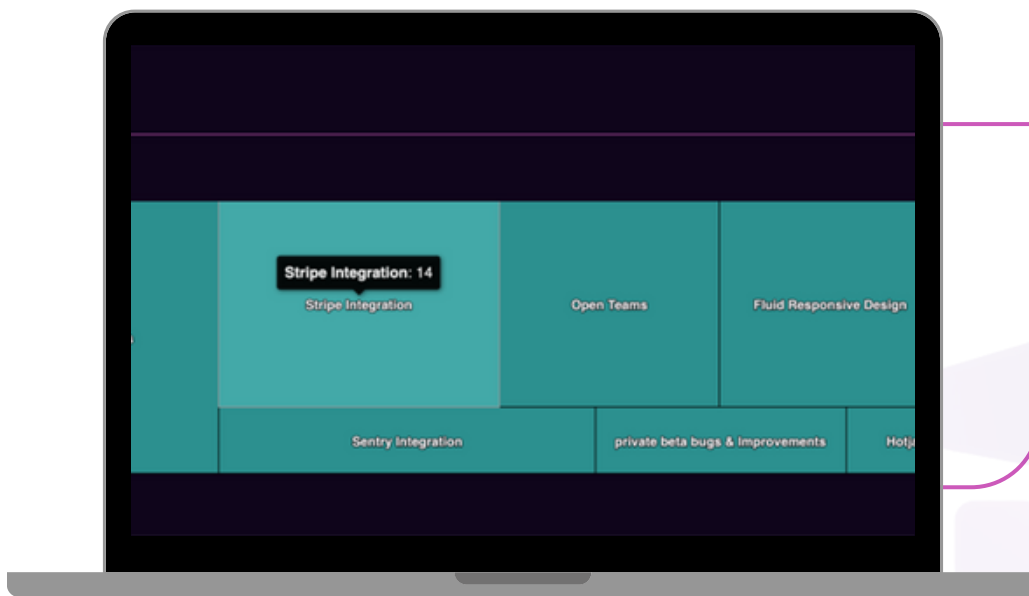 Stripe Integration: 14
Stripe Integration
Open Teams
Fluid Responsive Design
Sentry Integration
private beta bugs & Improvements